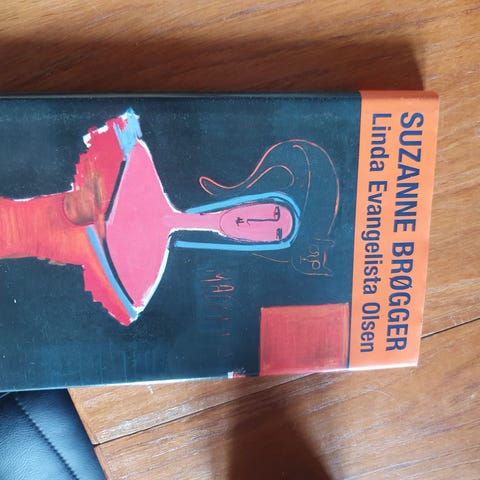 SUZANNE BRØGGER
Linda Evangelista Olsen